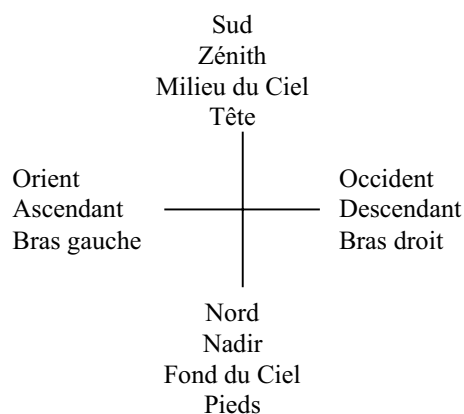 Sud
Zénith
Milieu du Ciel
Tête
Orient
Ascendant
Bras gauche
Occident
Descendant
Bras droit
Nord
Nadir
Fond du Ciel
Pieds